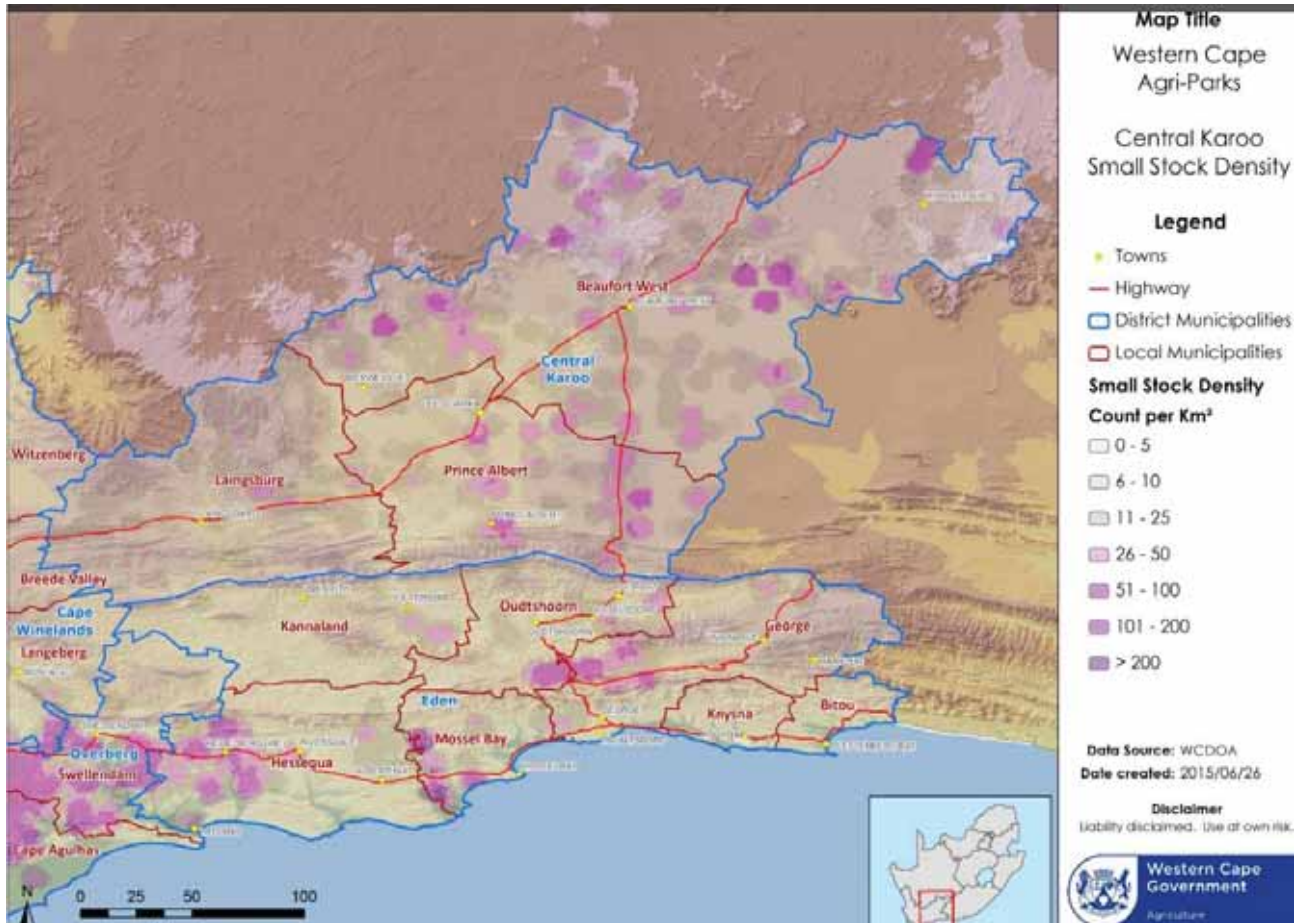 Map Title
Western Cape
Agri-Parks
Central Karoo
Small Stock Density
Legend
Towns
Highway
District Municipalities
Local Municipalities
Small Stock Density
Count per Km²
0 - 5
6 - 10
11 - 25
26 - 50
51 - 100
101 - 200
> 200
Data Source: WCDOA
Date created: 2015/06/26
Disclaimer
Liability disclaimed. Use at own risk.
Western Cape
Government
Agriculture
Beaufort West
Central
Karoo
Witzenberg
Laingsburg
Prince Albert
Breede Valley
Cape
Winelands
Langeberg
Kannaland
Oudtshoorn
George
Eden
Knysna
Bitou
Mossel Bay
Overberg
Swellendam
Hessequa
Cape Agulhas
N
0 25 50 100